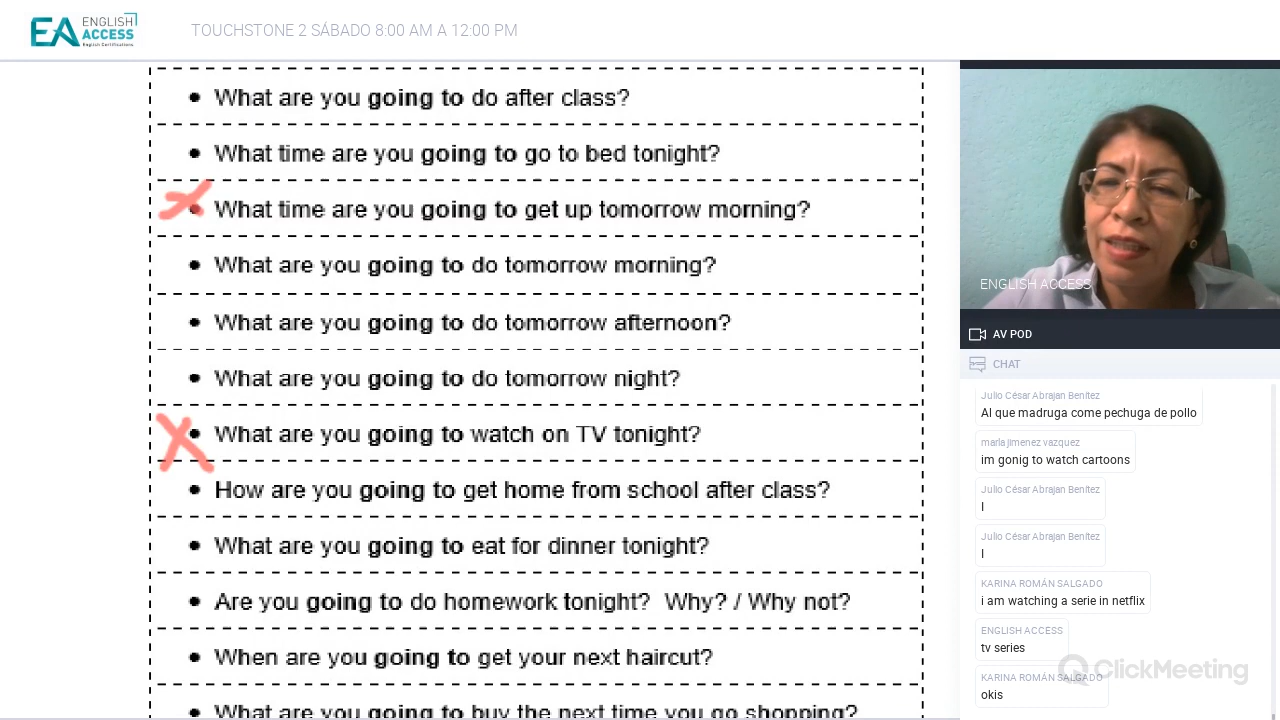 EA ENGLISH ACCESS
English Certifications
TOUCHSTONE 2 SÁBADO 8:00 AM A 12:00 PM
• What are you going to do after class?
• What time are you going to go to bed tonight?
• What time are you going to get up tomorrow morning?
• What are you going to do tomorrow morning?
• What are you going to do tomorrow afternoon?
• What are you going to do tomorrow night?
• What are you going to watch on TV tonight?
• How are you going to get home from school after class?
• What are you going to eat for dinner tonight?
• Are you going to do homework tonight? Why? / Why not?
• When are you going to get your next haircut?
• What are you going to buy the next time you go shopping?
ENGLISH ACCESS
AV POD
CHAT
Julio César Abrajan Benítez
Al que madruga come pechuga de pollo
marla jimenez vazquez
im gonig to watch cartoons
Julio César Abrajan Benítez
I
Julio César Abrajan Benítez
I
KARINA ROMÁN SALGADO
i am watching a serie in netflix
ENGLISH ACCESS
tv series
KARINA ROMÁN SALGADO
okis
ClickMeeting